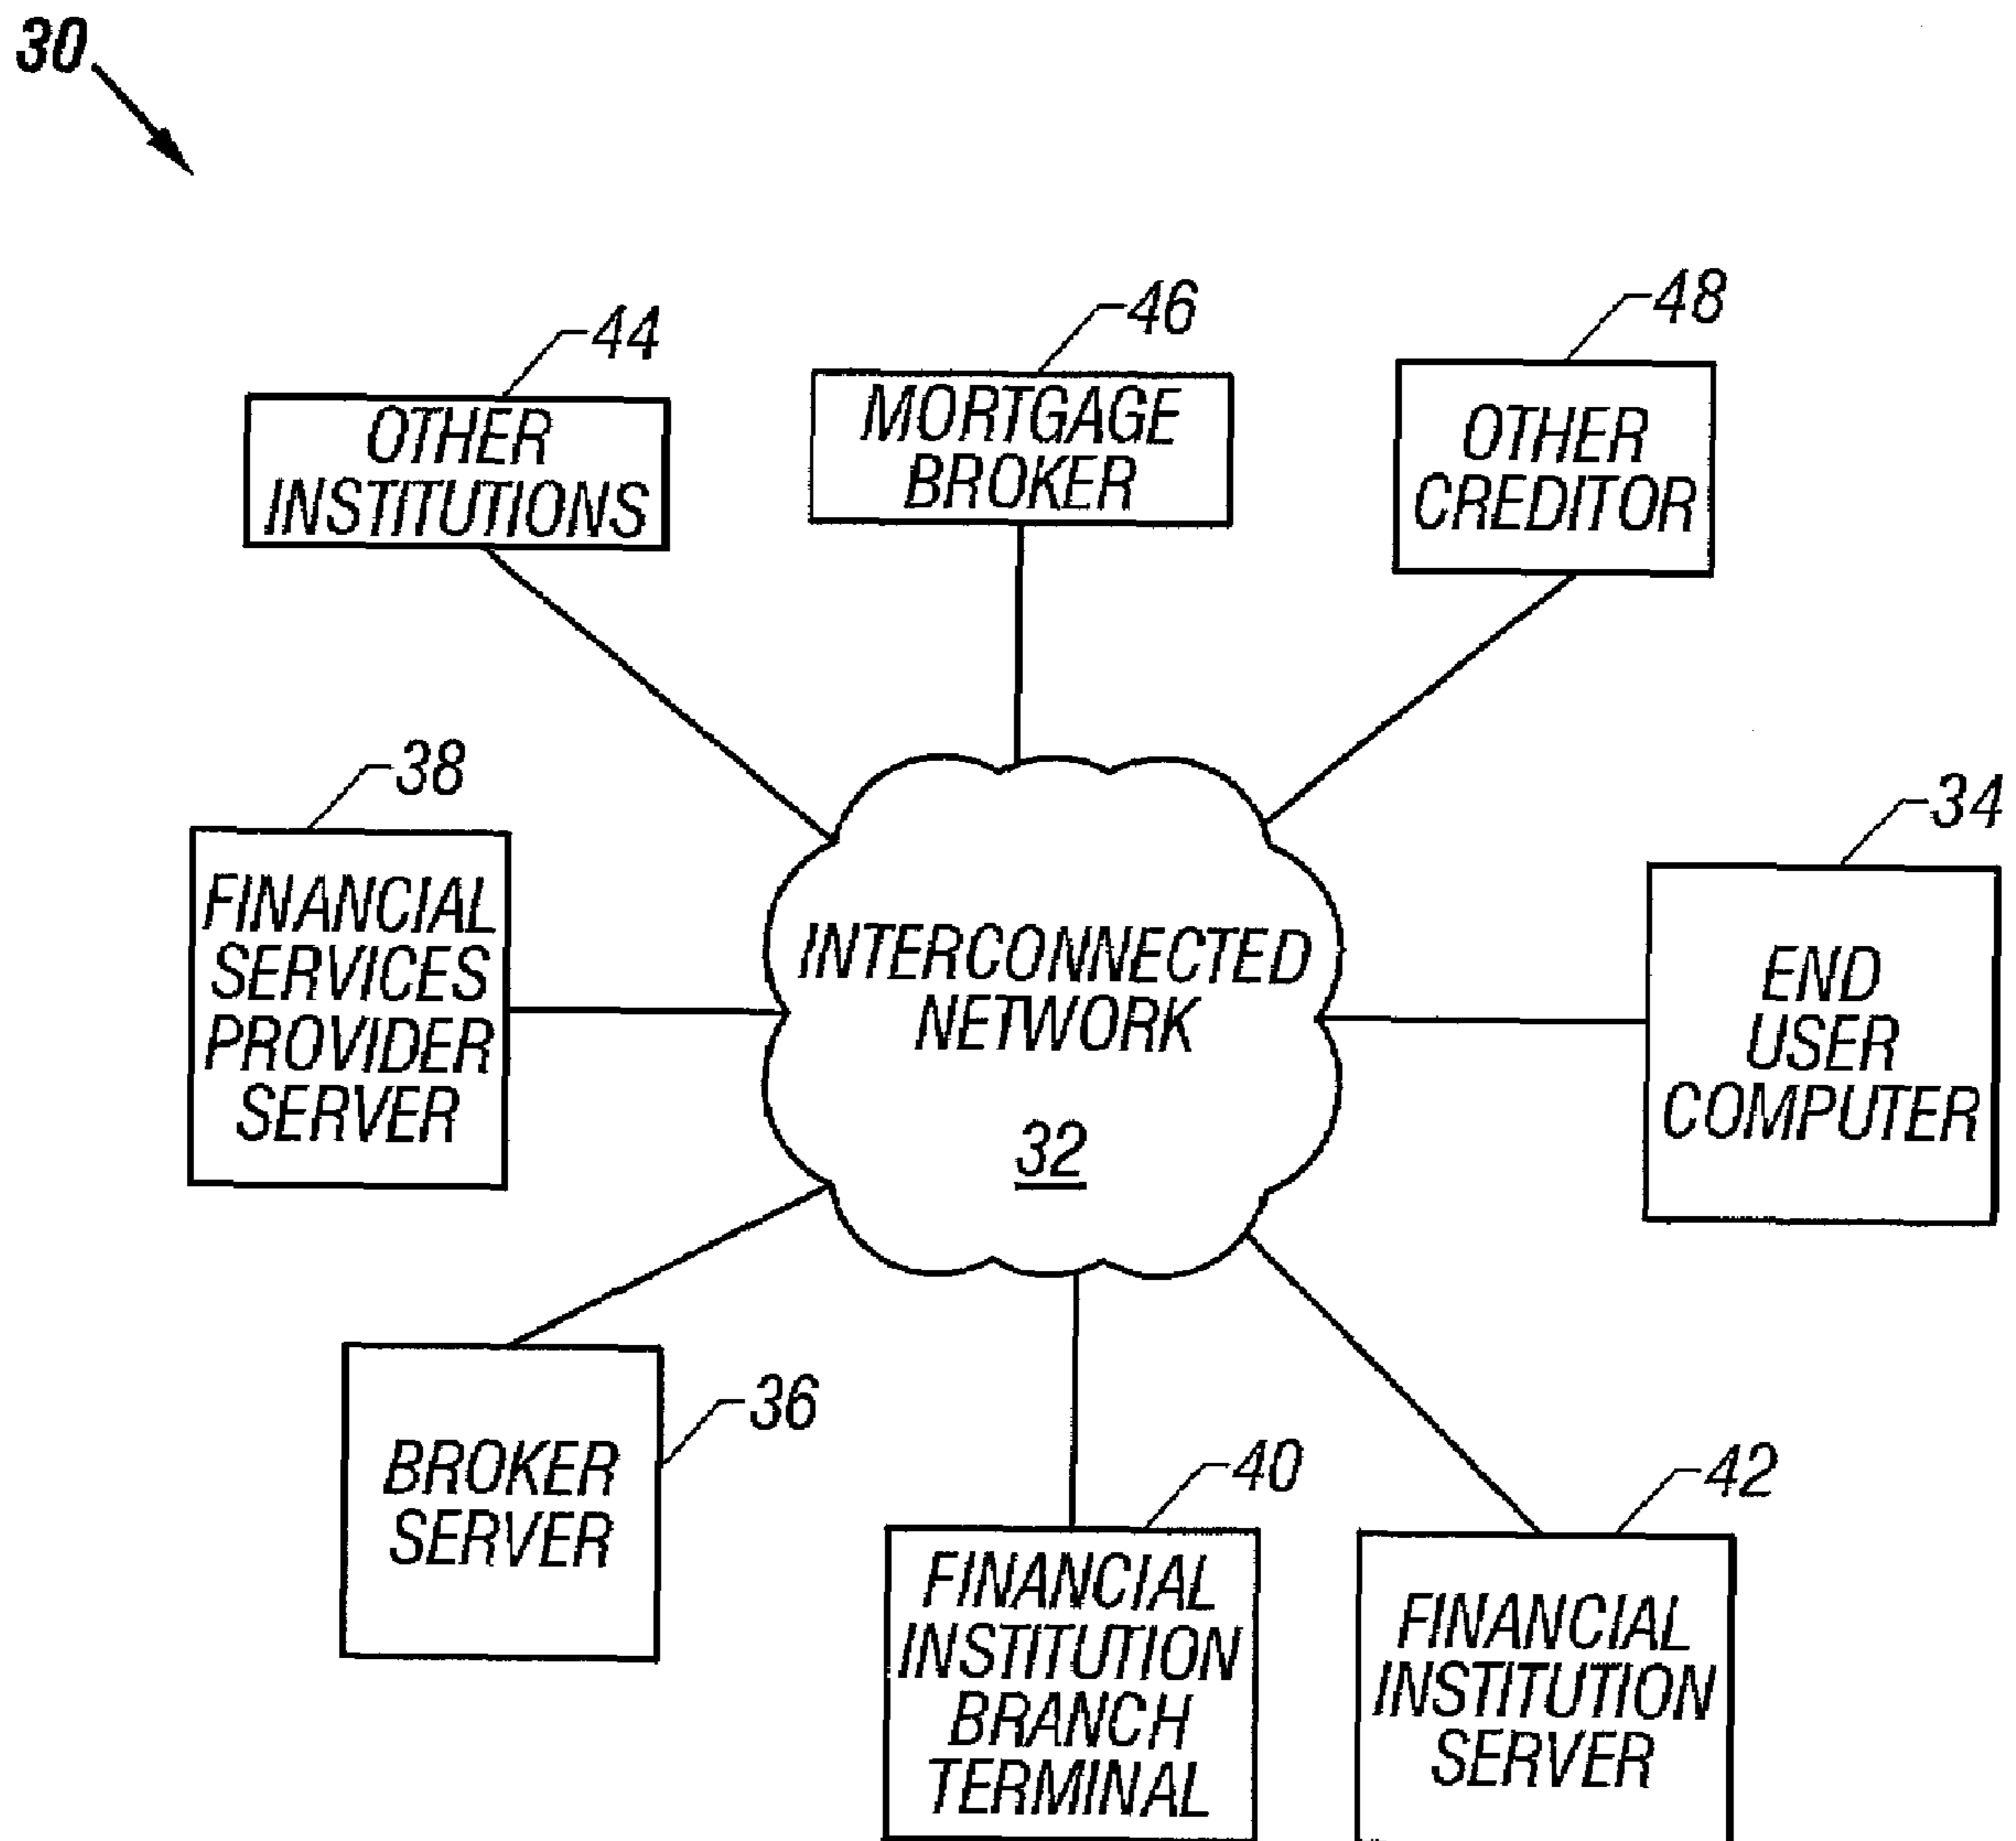 30
44
OTHER
INSTITUTIONS
46
MORTGAGE
BROKER
48
OTHER
CREDITOR
38
FINANCIAL
SERVICES
PROVIDER
SERVER
INTERCONNECTED
NETWORK
32
34
END
USER
COMPUTER
36
BROKER
SERVER
40
FINANCIAL
INSTITUTION
BRANCH
TERMINAL
42
FINANCIAL
INSTITUTION
SERVER